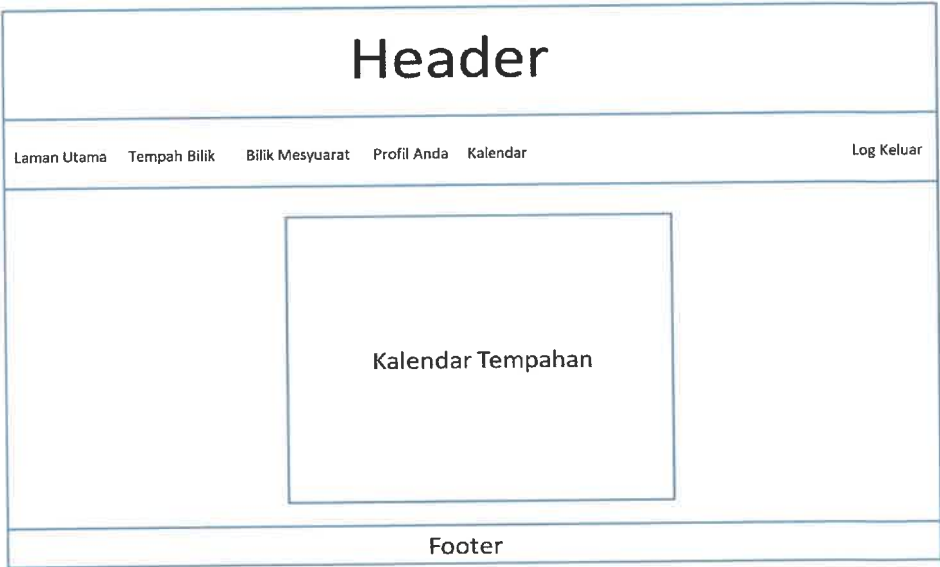 Header
Laman Utama Tempah Bilik Bilik Mesyuarat Profil Anda Kalendar Log Keluar
Kalendar Tempahan
Footer